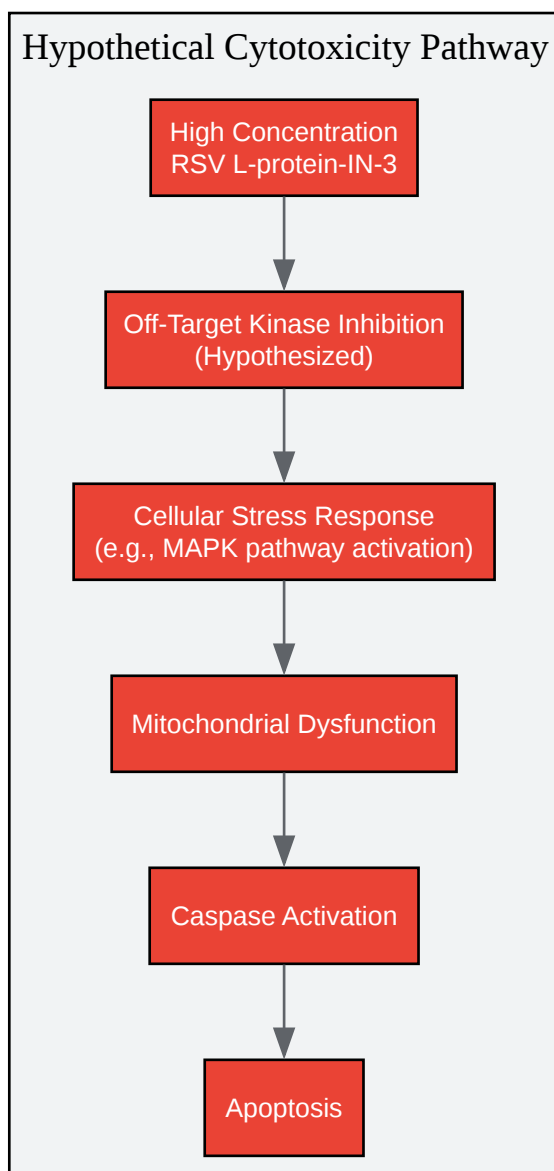 Hypothetical Cytotoxicity Pathway
High Concentration
RSV L-protein-IN-3
Off-Target Kinase Inhibition
(Hypothesized)
Cellular Stress Response
(e.g., MAPK pathway activation)
Mitochondrial Dysfunction
Caspase Activation
Apoptosis